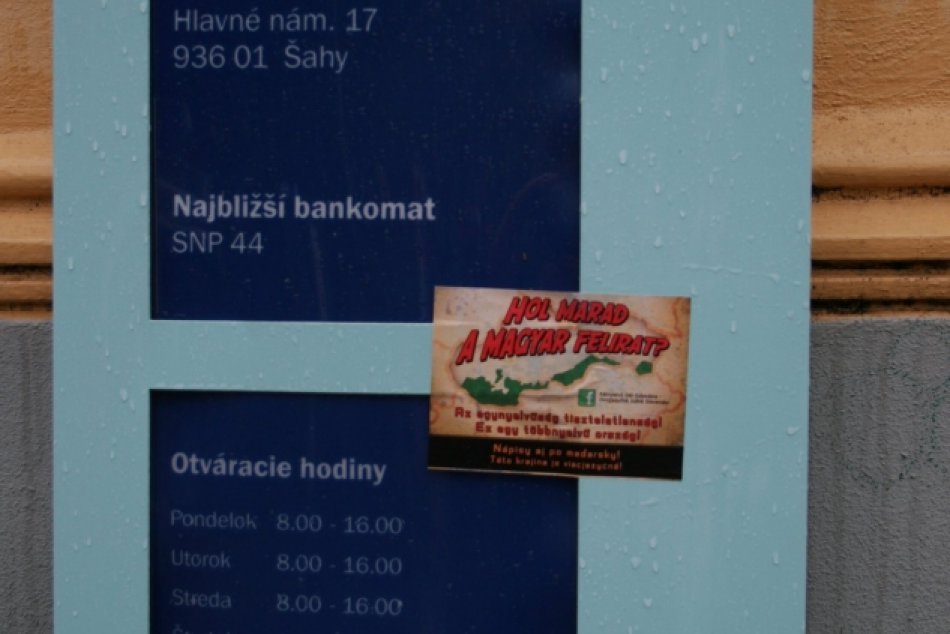 Hlavné nám. 17
936 01 Šahy
Najbližší bankomat
SNP 44
HOL MARAD
A MAGYAR FELIRAT?
Az egynyelvűség tiszteletlenség!
Ez egy többnyelvű ország!
Nápisy aj po maďarsky!
Táto krajina je viacjazyčná!
Otváracie hodiny
Pondelok 8.00 - 16.00
Utorok 8.00 - 16.00
Streda 8.00 - 16.00